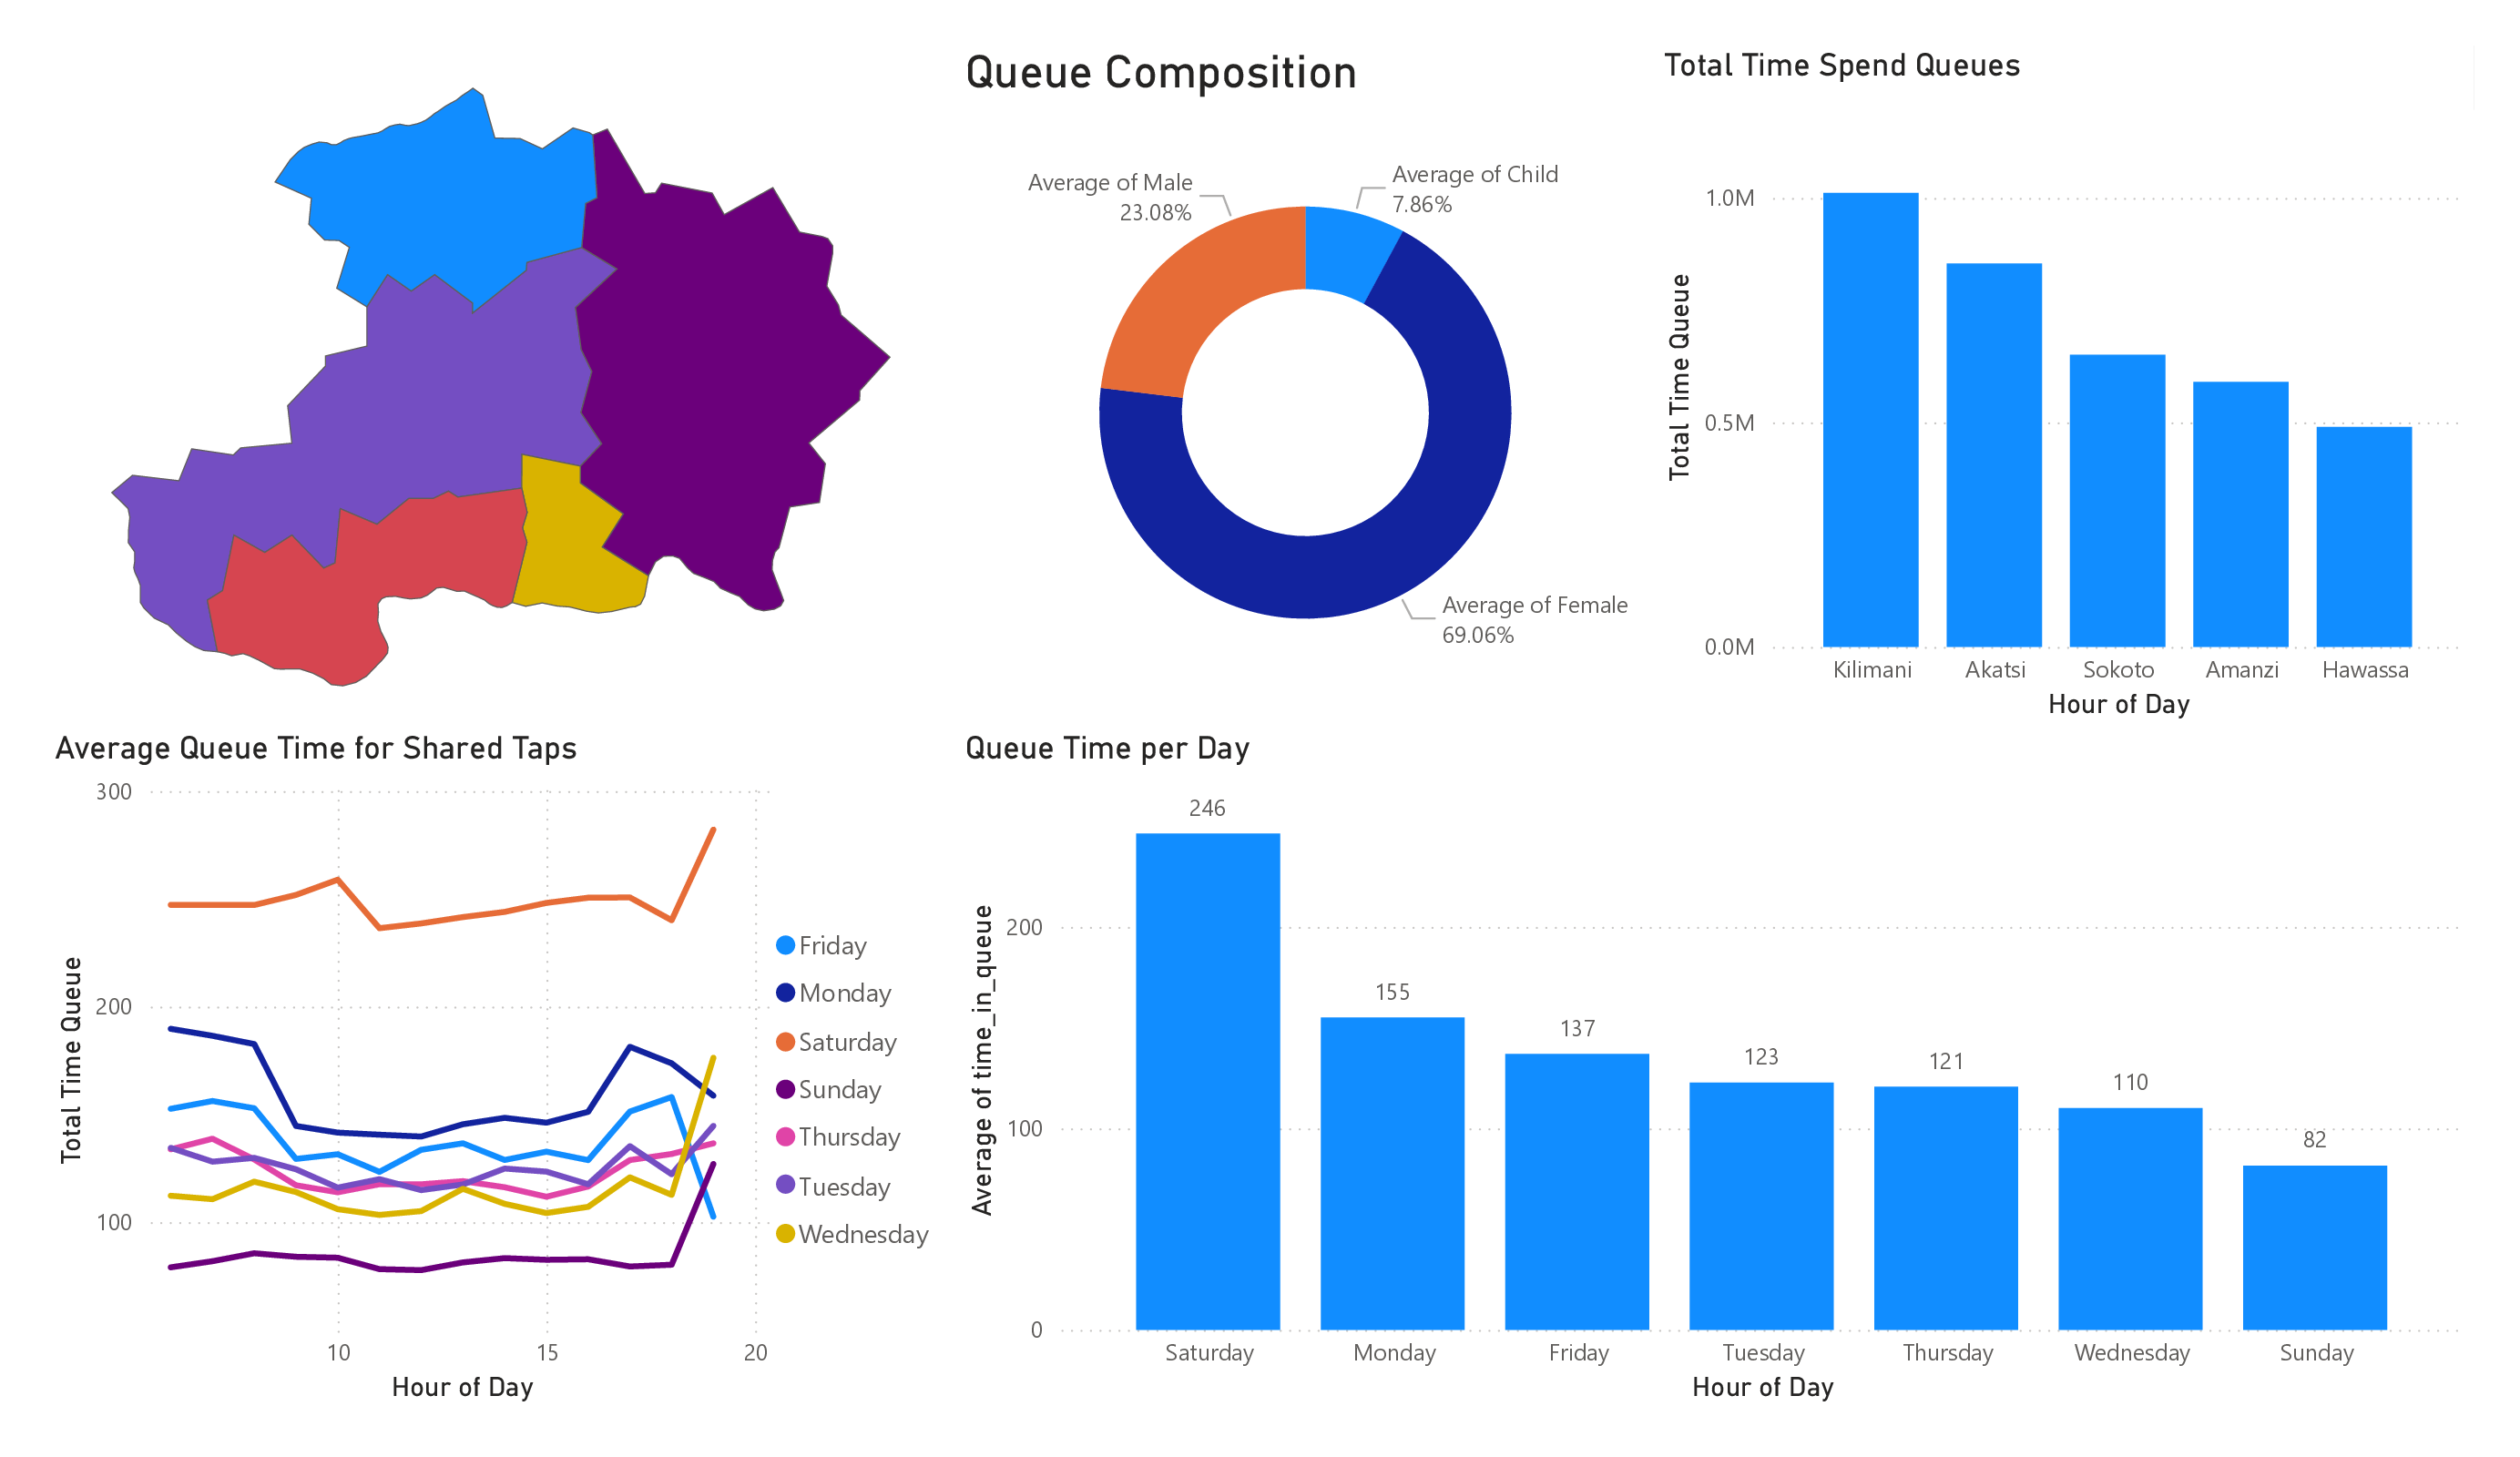 Queue Composition
Average of Male
23.08%
Average of Child
7.86%
Average of Female
69.06%
Total Time Spend Queues
Total Time Queue
1.0M
0.5M
0.0M
Kilimani
Akatsi
Sokoto
Amanzi
Hawassa
Hour of Day
Average Queue Time for Shared Taps
Total Time Queue
300
200
100
10
15
20
Hour of Day
Friday
Monday
Saturday
Sunday
Thursday
Tuesday
Wednesday
Queue Time per Day
Average of time_in_queue
200
100
0
246
155
137
123
121
110
82
Saturday
Monday
Friday
Tuesday
Thursday
Wednesday
Sunday
Hour of Day